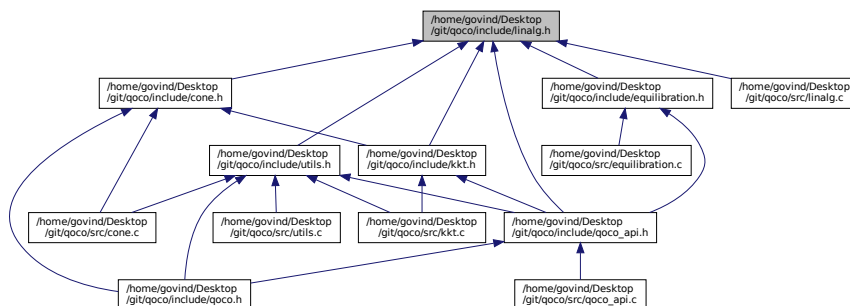 /home/govind/Desktop
/git/qoco/include/linalg.h
/home/govind/Desktop
/git/qoco/include/cone.h
/home/govind/Desktop
/git/qoco/include/equilibration.h
/home/govind/Desktop
/git/qoco/src/linalg.c
/home/govind/Desktop
/git/qoco/include/utils.h
/home/govind/Desktop
/git/qoco/include/kkt.h
/home/govind/Desktop
/git/qoco/src/equilibration.c
/home/govind/Desktop
/git/qoco/src/cone.c
/home/govind/Desktop
/git/qoco/src/utils.c
/home/govind/Desktop
/git/qoco/src/kkt.c
/home/govind/Desktop
/git/qoco/include/qoco_api.h
/home/govind/Desktop
/git/qoco/include/qoco.h
/home/govind/Desktop
/git/qoco/src/qoco_api.c